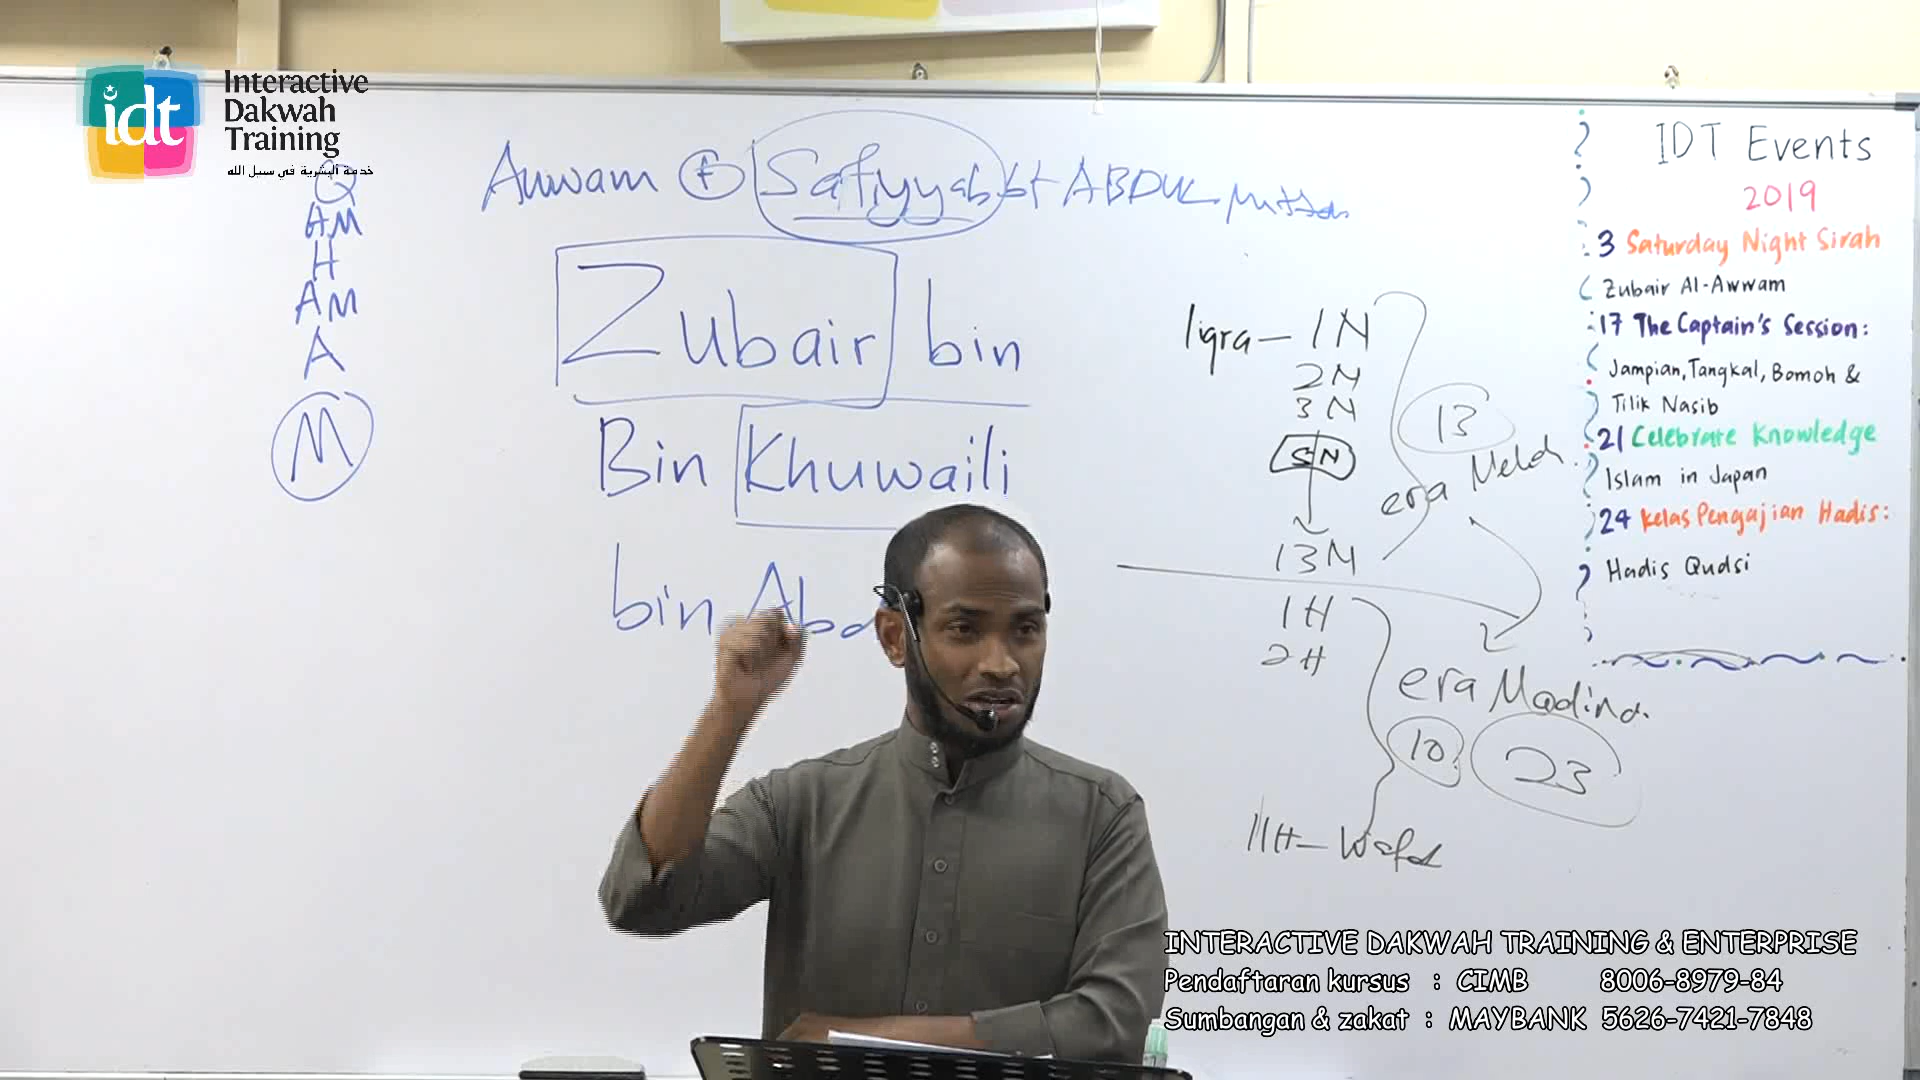 Interactive
Dakwah
Training
خدمة البشرية في سبيل الله
idt
Q
AM
H
AM
A
M
Awwam + Safiyyah bt ABDUL
Zubair bin
Bin Khuwaili
bin Abd
Iqra – 1N
2N
3N
5N
13N
13
era
1H
2H
era Madina
10
23
11H – Wafa
IDT Events
2019
3 Saturday Night Sirah
Zubair Al-Awwam
17 The Captain's Session:
Jampian, Tangkal, Bomoh &
Tilik Nasib
21 Celebrate Knowledge
Islam in Japan
24 Kelas Pengajian Hadis:
Hadis Qudsi
INTERACTIVE DAKWAH TRAINING & ENTERPRISE
Pendaftaran kursus : CIMB 8006-8979-84
Sumbangan & zakat : MAYBANK 5626-7421-7848